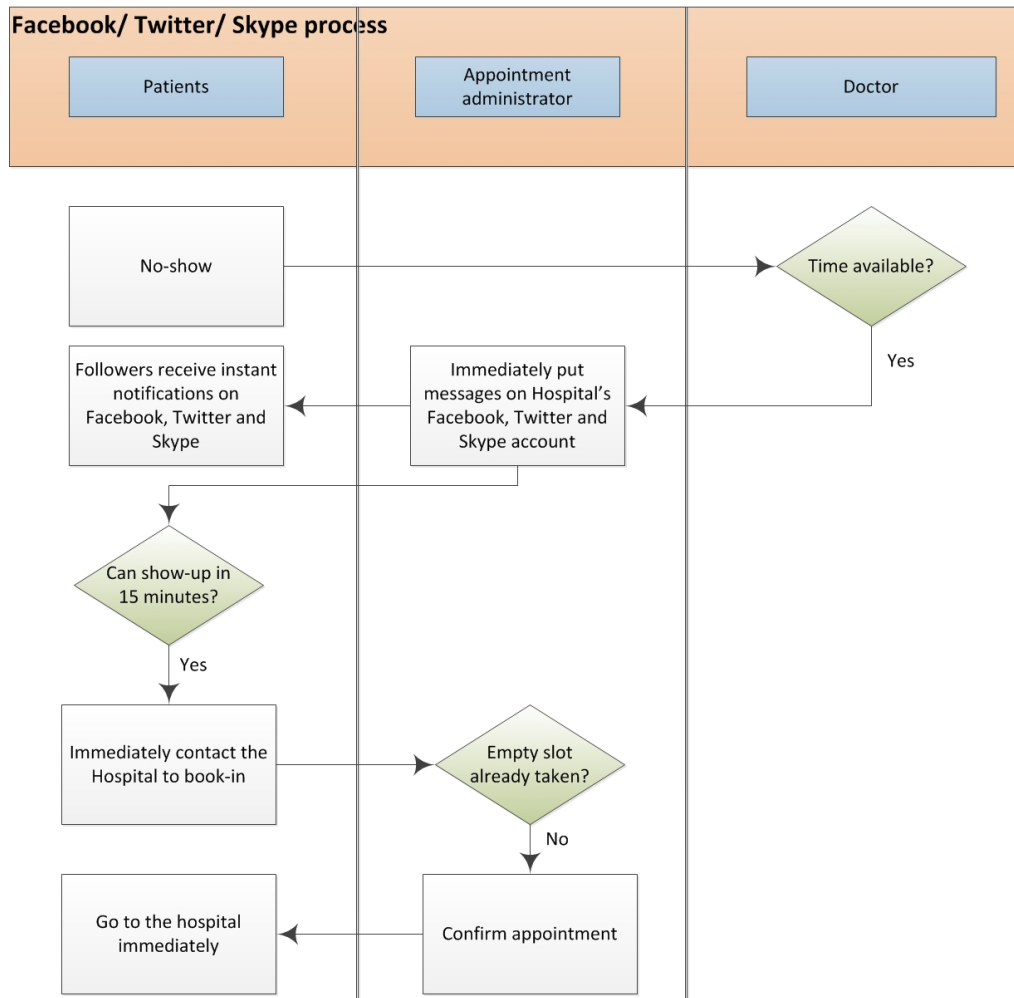 Facebook/ Twitter/ Skype process
Patients
Appointment
administrator
Doctor
No-show
Time available?
Yes
Followers receive instant
notifications on
Facebook, Twitter and
Skype
Immediately put
messages on Hospital’s
Facebook, Twitter and
Skype account
Can show-up in
15 minutes?
Yes
Immediately contact the
Hospital to book-in
Empty slot
already taken?
No
Go to the hospital
immediately
Confirm appointment